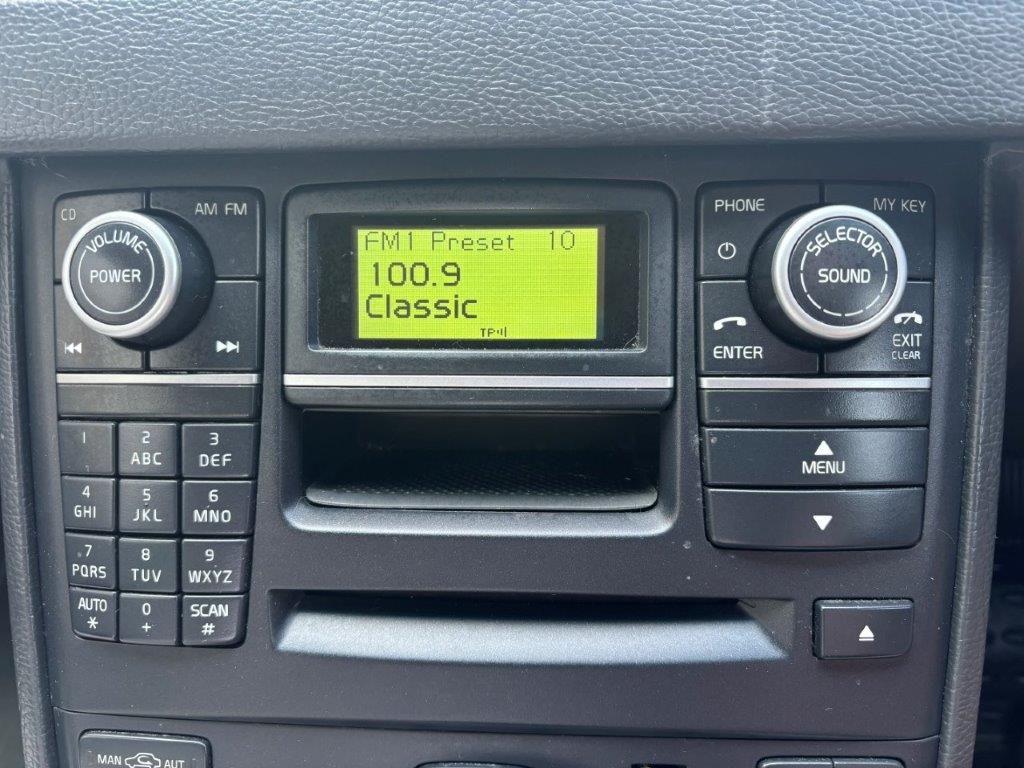 CD
AM FM
VOLUME
POWER
FM1 Preset 10
100.9
Classic
TP
PHONE
MY KEY
SELECTOR
SOUND
ENTER
EXIT
CLEAR
MENU
1
2
ABC
3
DEF
4
GHI
5
JKL
6
MNO
7
PQRS
8
TUV
9
WXYZ
AUTO
*
0
+
SCAN
#
MAN AUT